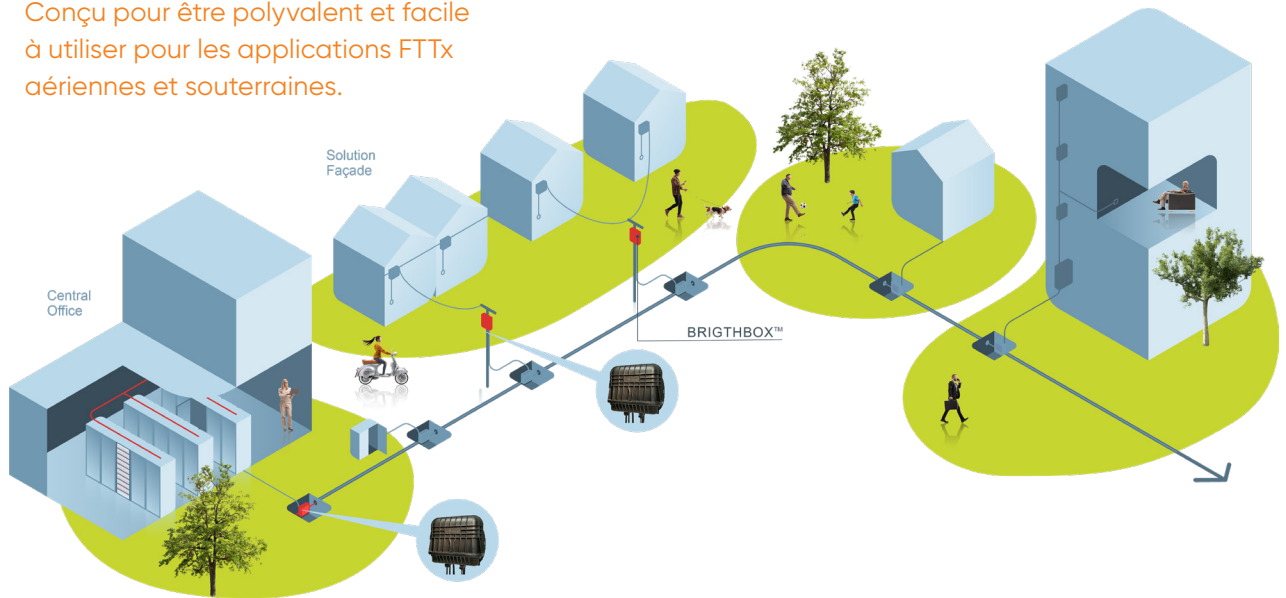 Conçu pour être polyvalent et facile
à utiliser pour les applications FTTx
aériennes et souterraines.
Solution
Façade
Central
Office
BRIGTHBOX™